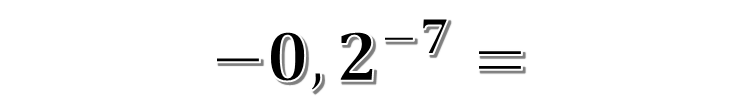 −0,2⁻⁷ =